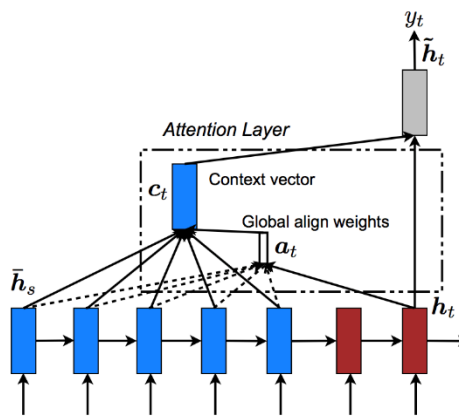 y_t
h̃_t
Attention Layer
c_t
Context vector
Global align weights
a_t
h̄_s
h_t